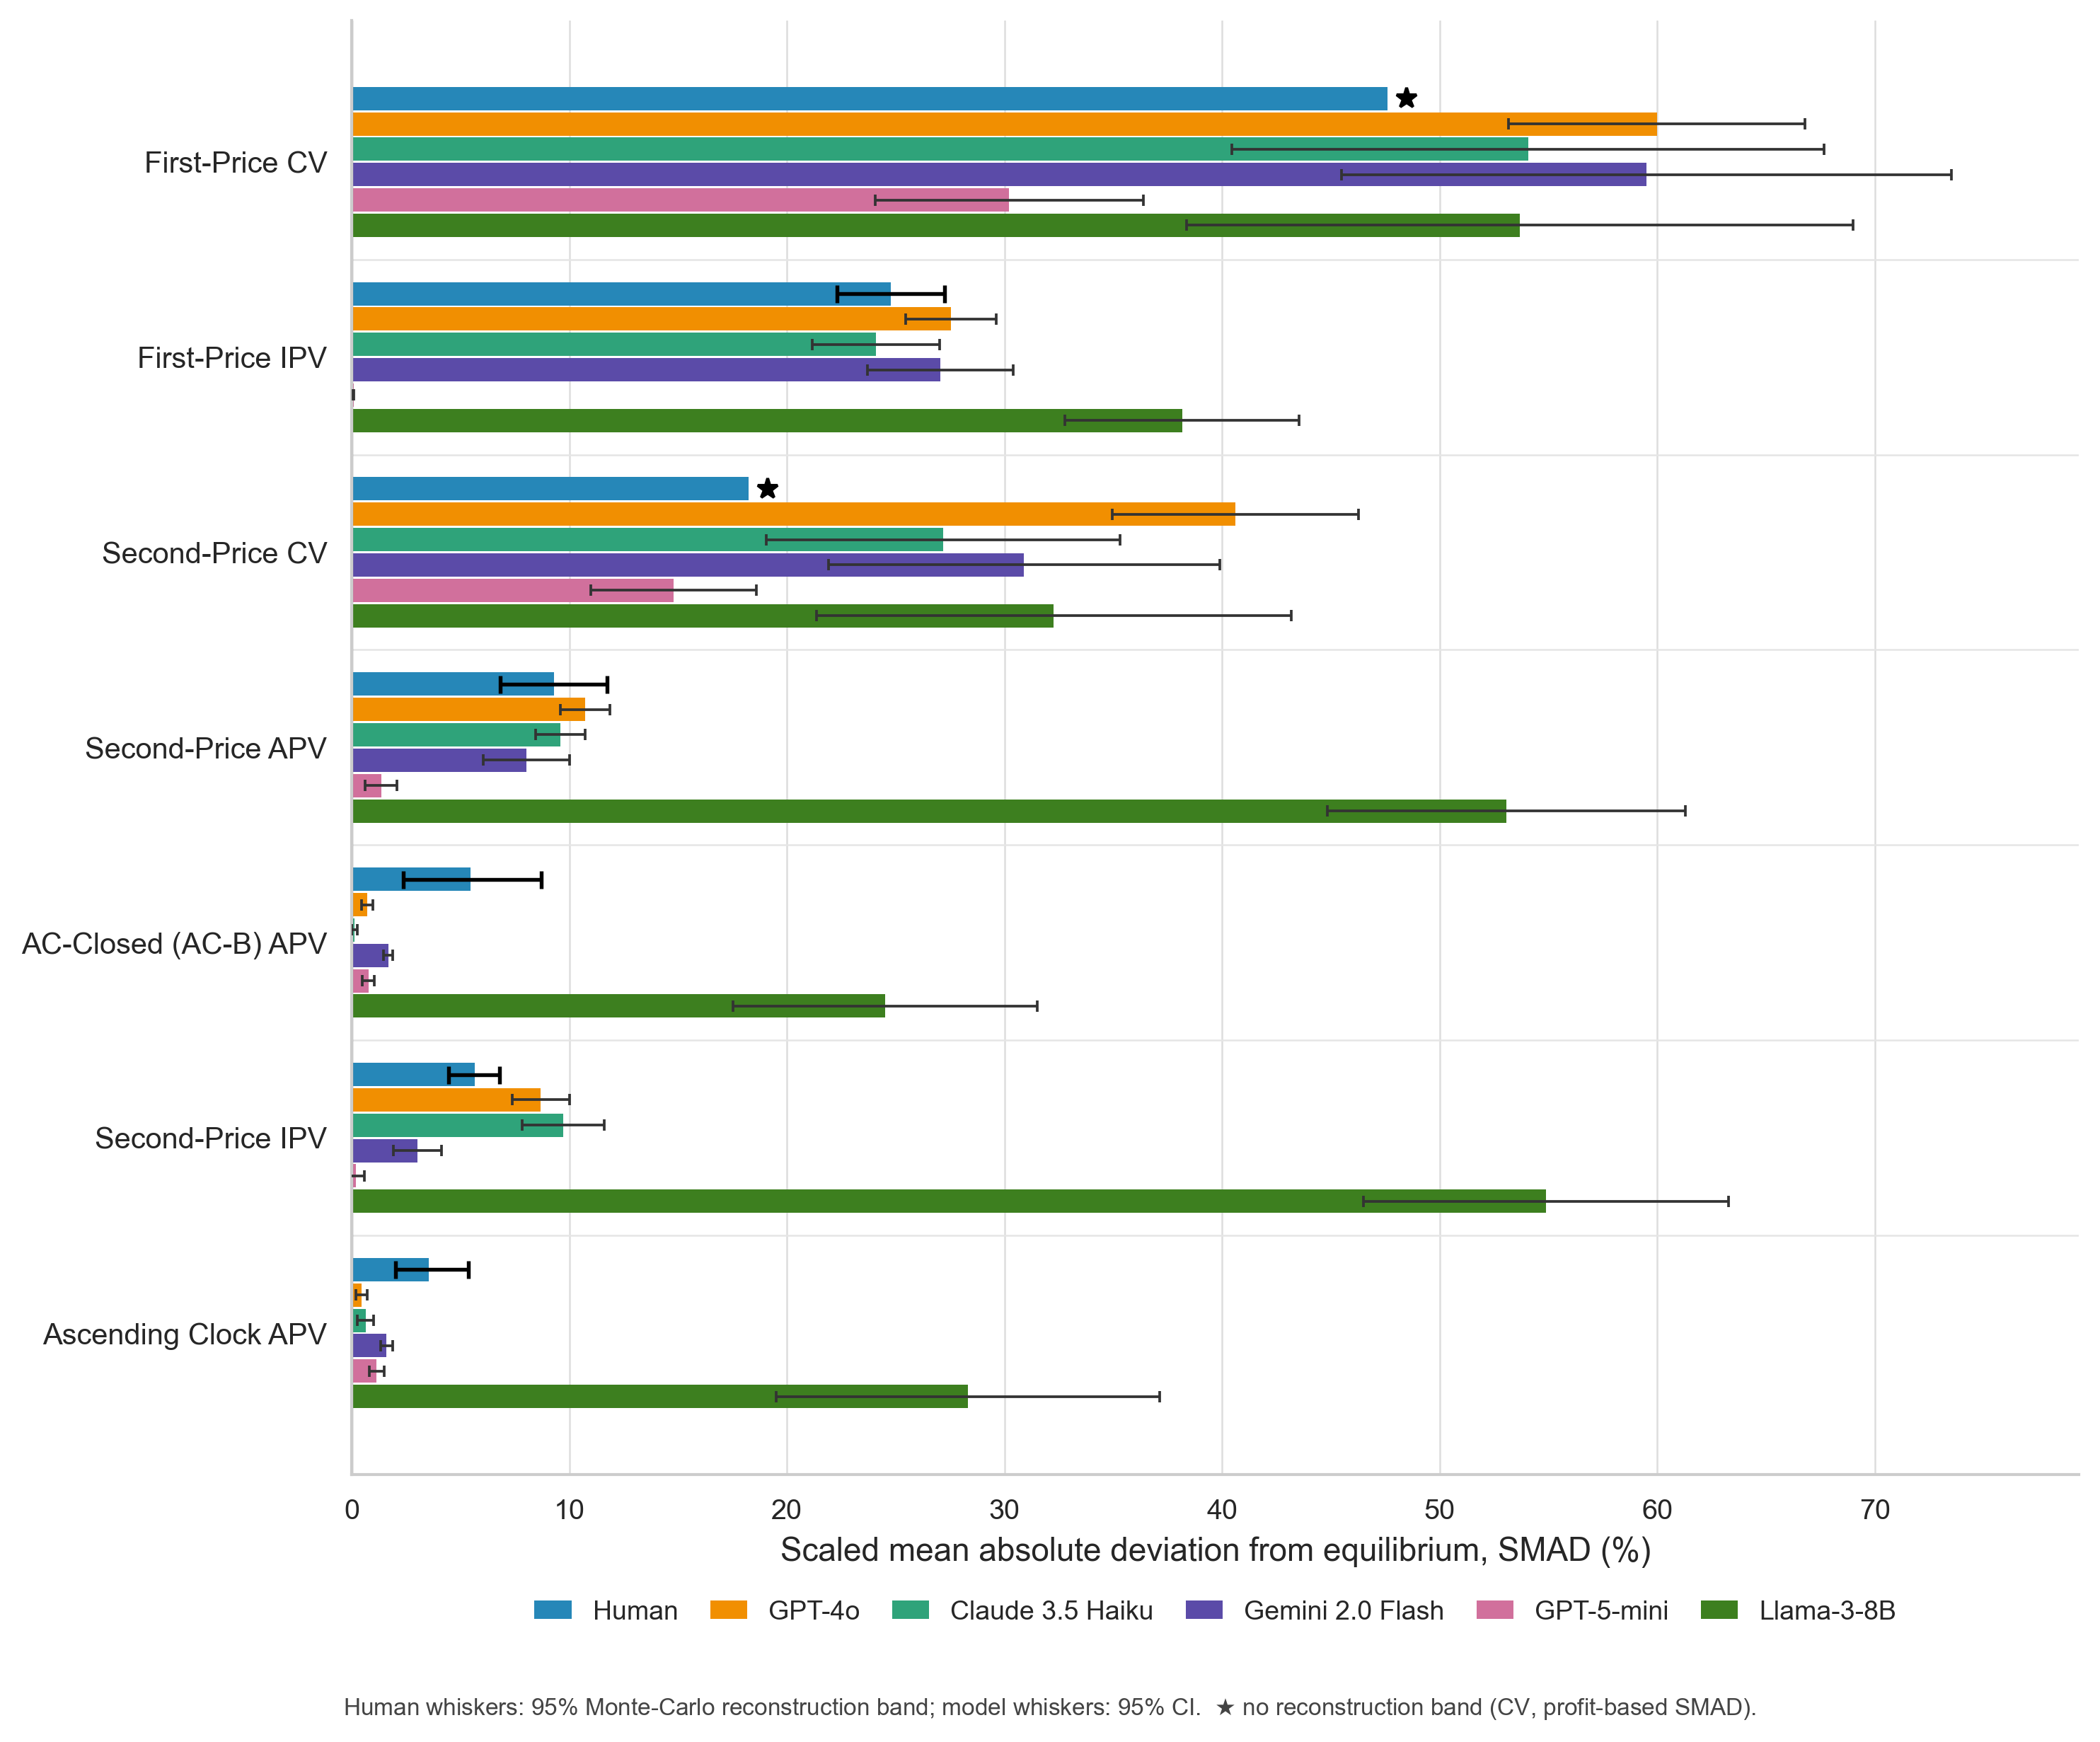 First-Price CV
First-Price IPV
Second-Price CV
Second-Price APV
AC-Closed (AC-B) APV
Second-Price IPV
Ascending Clock APV
0 10 20 30 40 50 60 70
Scaled mean absolute deviation from equilibrium, SMAD (%)
Human GPT-4o Claude 3.5 Haiku Gemini 2.0 Flash GPT-5-mini Llama-3-8B
Human whiskers: 95% Monte-Carlo reconstruction band; model whiskers: 95% CI. ★ no reconstruction band (CV, profit-based SMAD).